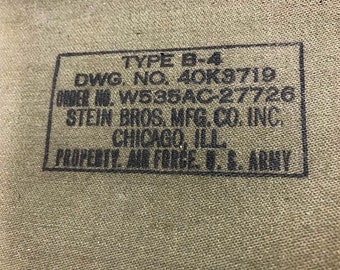 TYPE B-4
DWG. NO. 40K3719
ORDER NO. W535AC-27726
STEIN BROS. MFG. CO. INC.
CHICAGO, ILL.
PROPERTY, AIR FORCE, U. S. ARMY